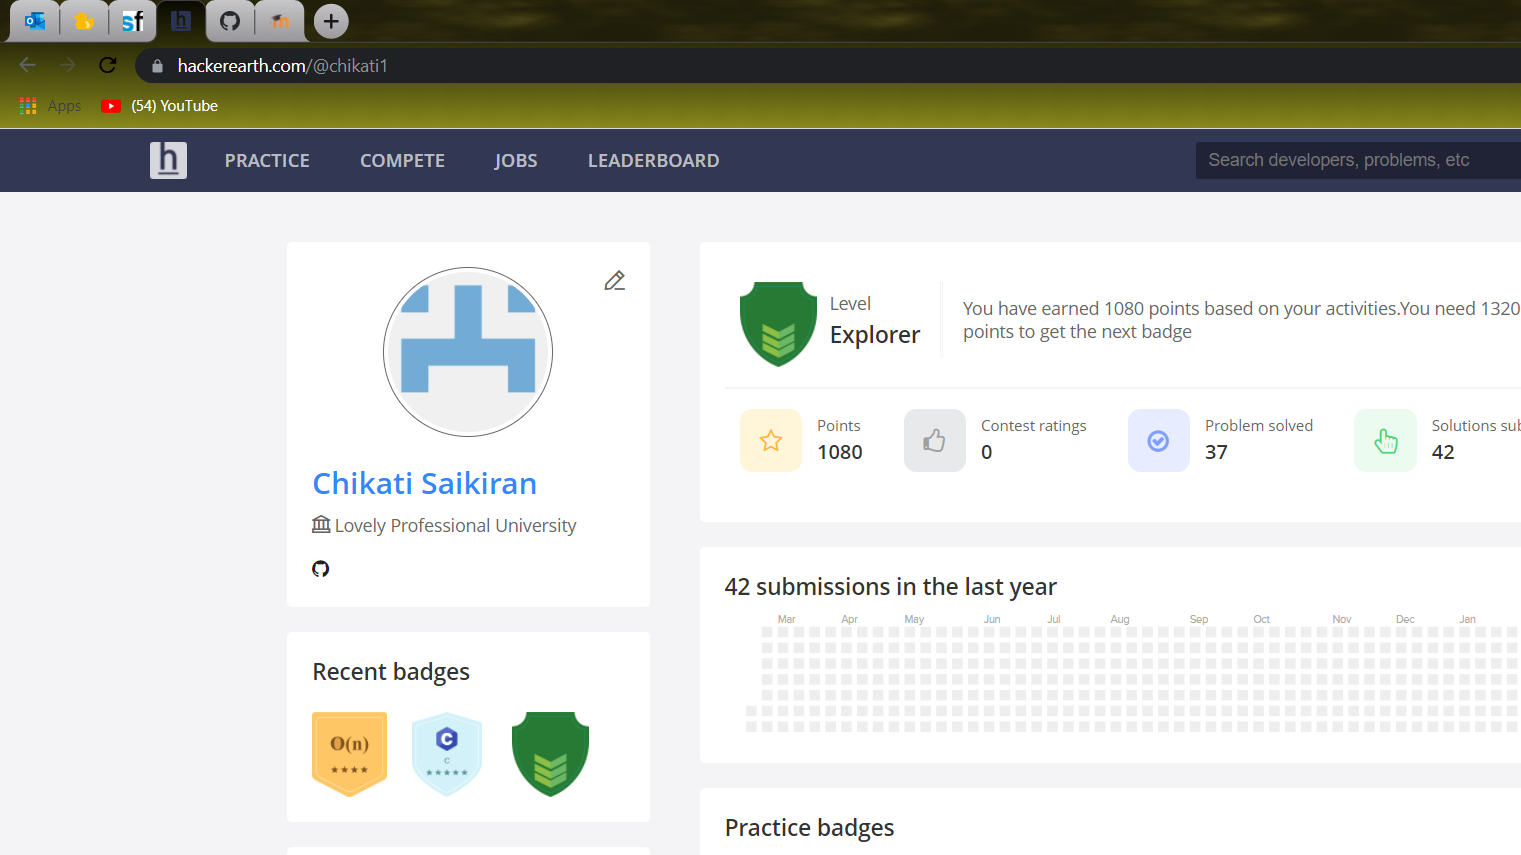 hackerearth.com/@chikati1
Apps
(54) YouTube
h
PRACTICE
COMPETE
JOBS
LEADERBOARD
Search developers, problems, etc
Chikati Saikiran
Lovely Professional University
Level
Explorer
You have earned 1080 points based on your activities.You need 1320
points to get the next badge
Points
1080
Contest ratings
0
Problem solved
37
Solutions sub
42
42 submissions in the last year
Mar Apr May Jun Jul Aug Sep Oct Nov Dec Jan
Recent badges
O(n)
C
C
Practice badges